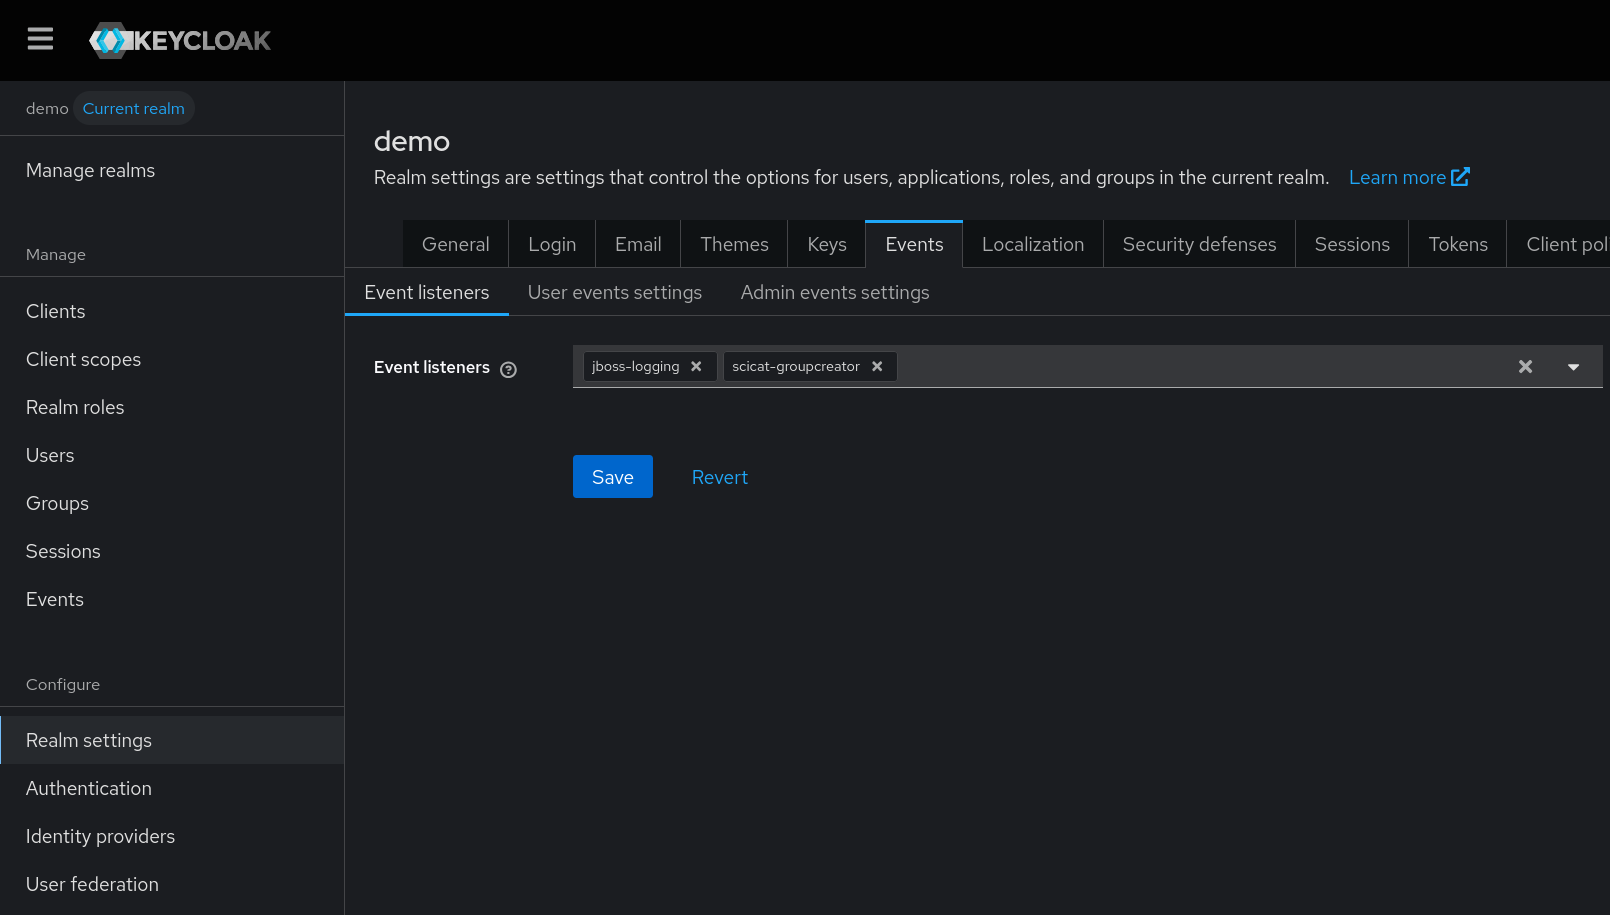 KEYCLOAK
demo Current realm
Manage realms
Manage
Clients
Client scopes
Realm roles
Users
Groups
Sessions
Events
Configure
Realm settings
Authentication
Identity providers
User federation
demo
Realm settings are settings that control the options for users, applications, roles, and groups in the current realm. Learn more
General Login Email Themes Keys Events Localization Security defenses Sessions Tokens Client pol
Event listeners User events settings Admin events settings
Event listeners jboss-logging scicat-groupcreator
Save Revert